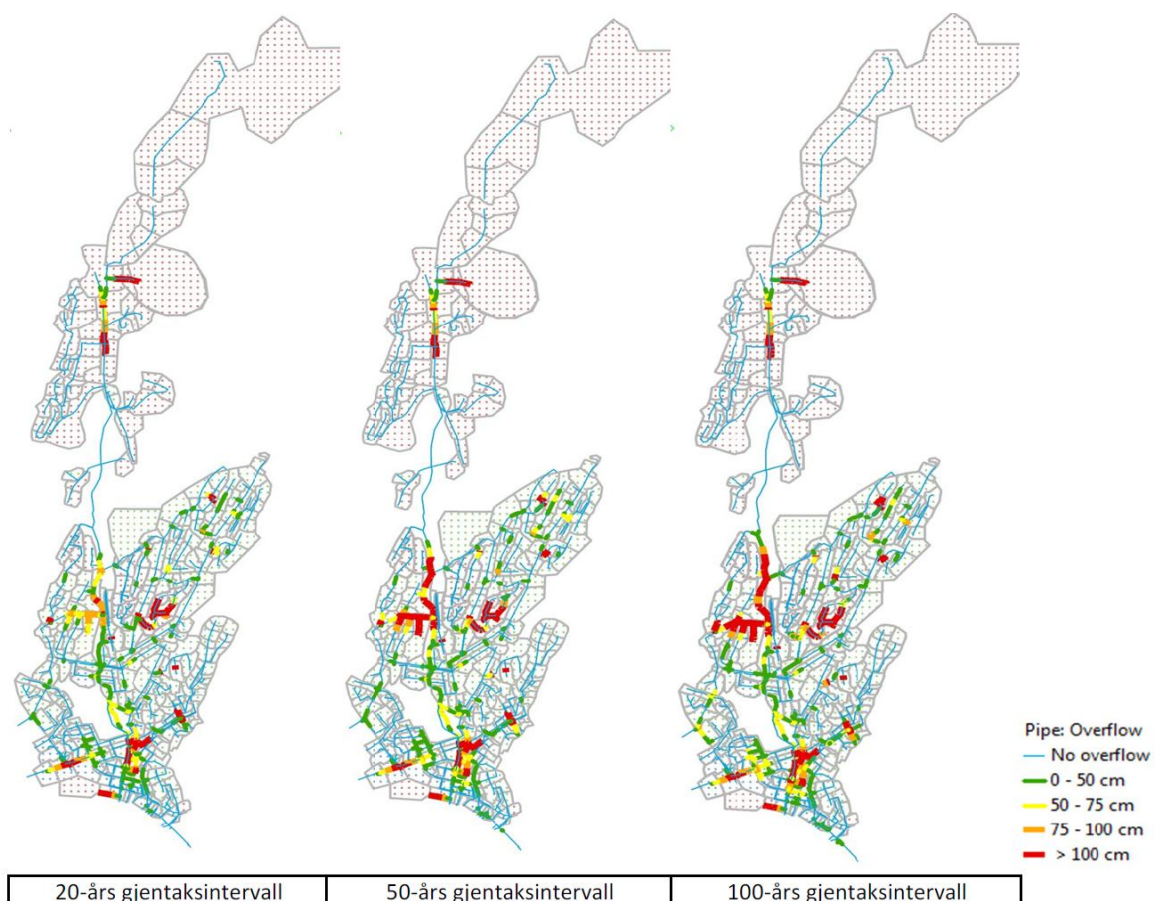 Pipe: Overflow
No overflow
0 - 50 cm
50 - 75 cm
75 - 100 cm
> 100 cm
20-års gjentaksintervall
50-års gjentaksintervall
100-års gjentaksintervall